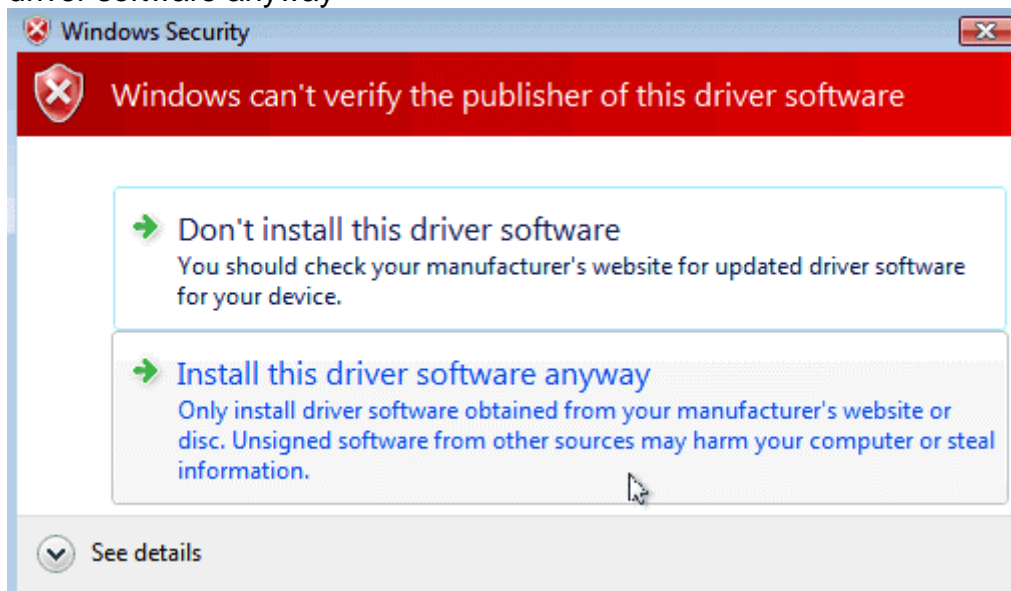 driver software anyway
Windows Security
Windows can't verify the publisher of this driver software
Don't install this driver software
You should check your manufacturer's website for updated driver software
for your device.
Install this driver software anyway
Only install driver software obtained from your manufacturer's website or
disc. Unsigned software from other sources may harm your computer or steal
information.
See details